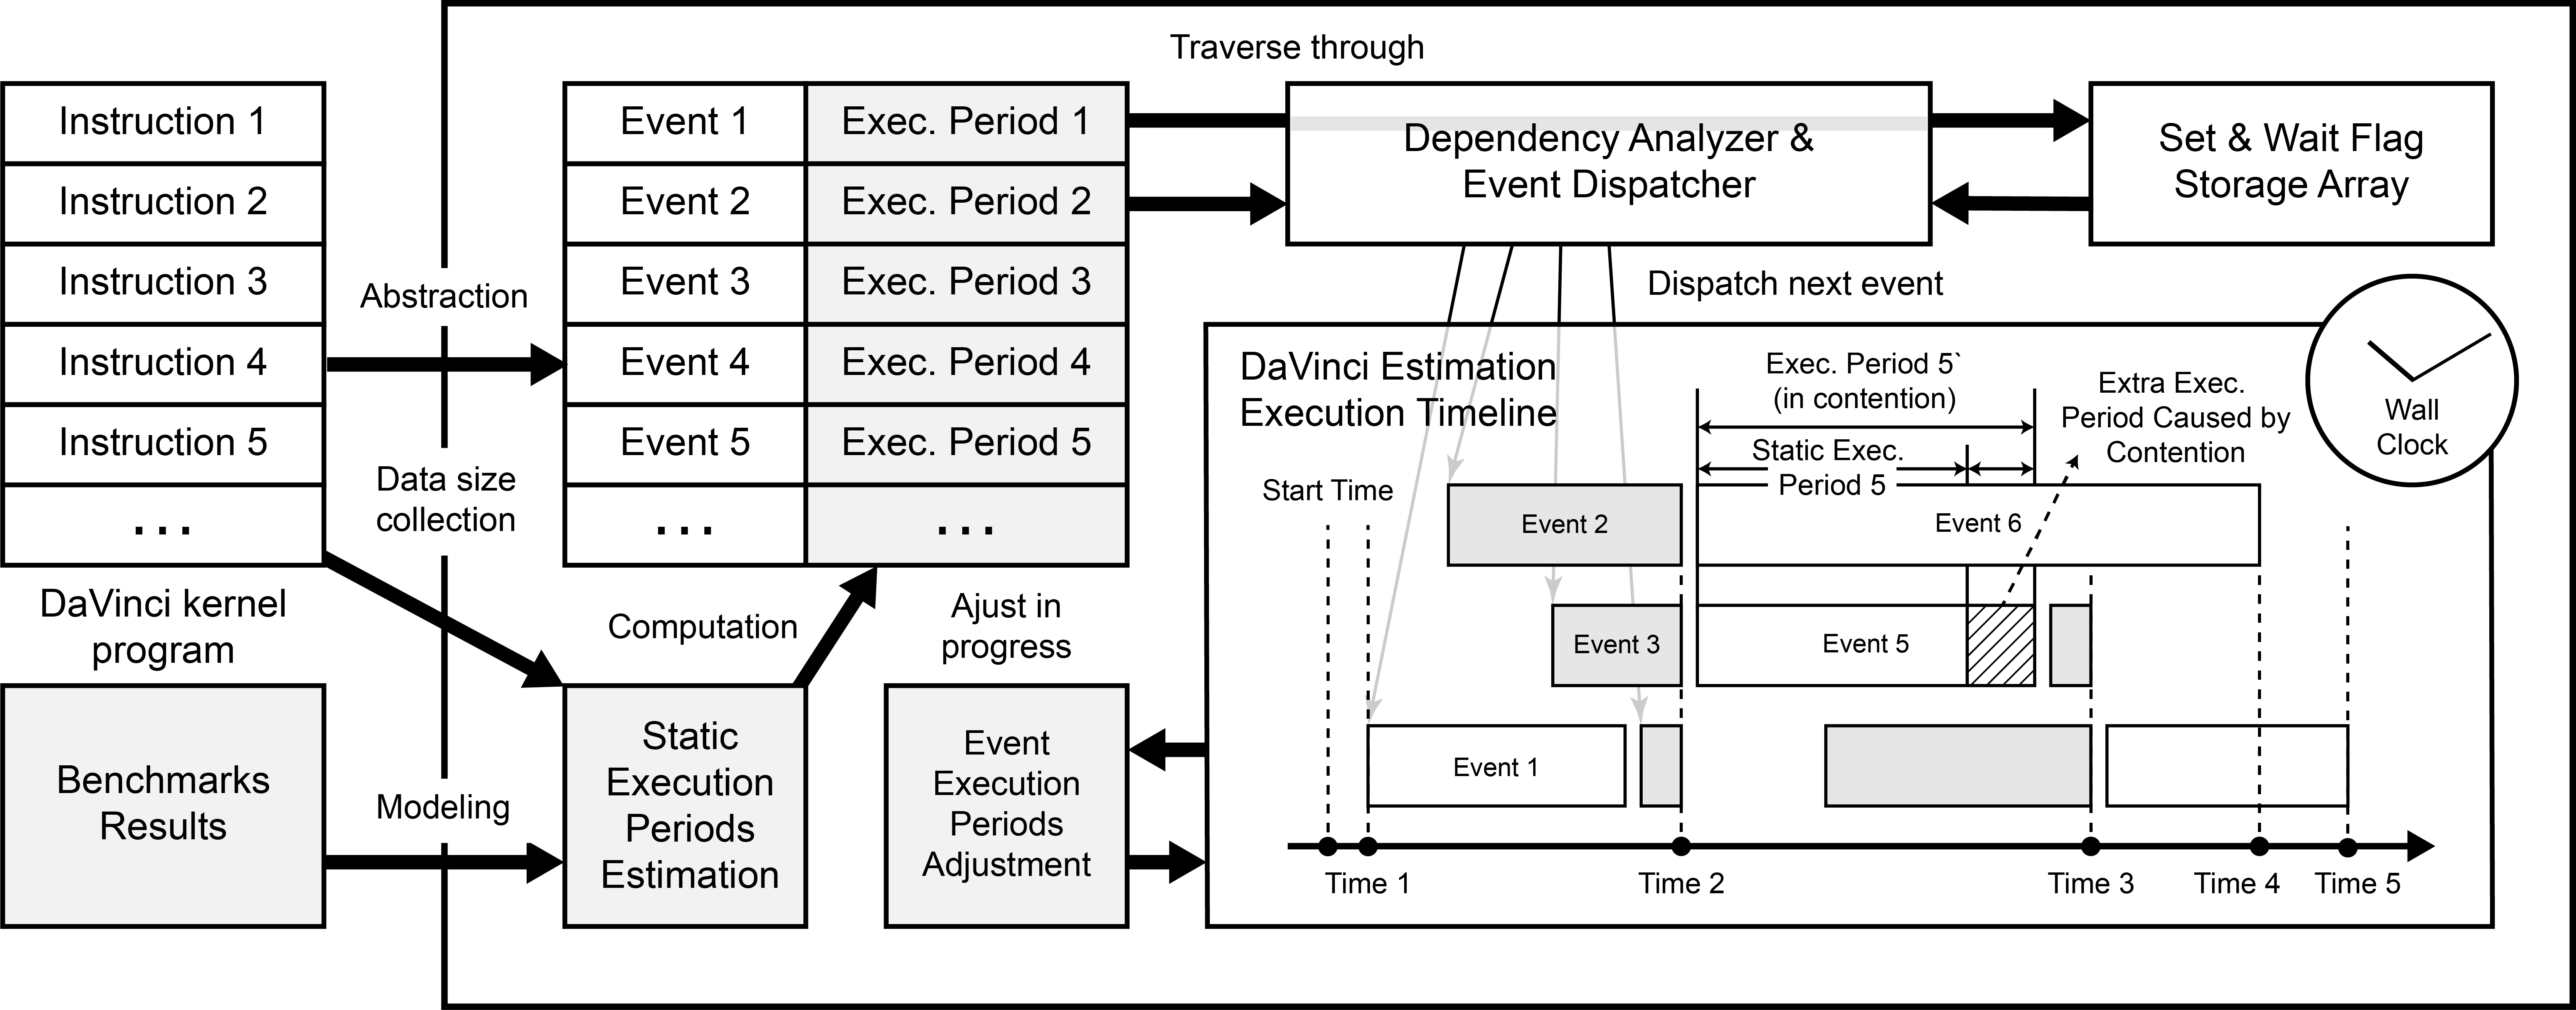 Traverse through
Instruction 1
Instruction 2
Instruction 3
Instruction 4
Instruction 5
...
DaVinci kernel
program
Benchmarks
Results
Abstraction
Data size
collection
Modeling
Event 1
Exec. Period 1
Event 2
Exec. Period 2
Event 3
Exec. Period 3
Event 4
Exec. Period 4
Event 5
Exec. Period 5
...
...
Computation
Ajust in
progress
Static
Execution
Periods
Estimation
Event
Execution
Periods
Adjustment
Dependency Analyzer &
Event Dispatcher
Set & Wait Flag
Storage Array
Dispatch next event
DaVinci Estimation
Execution Timeline
Exec. Period 5`
(in contention)
Static Exec.
Period 5
Extra Exec.
Period Caused by
Contention
Wall
Clock
Start Time
Event 2
Event 6
Event 3
Event 5
Event 1
Time 1
Time 2
Time 3
Time 4
Time 5